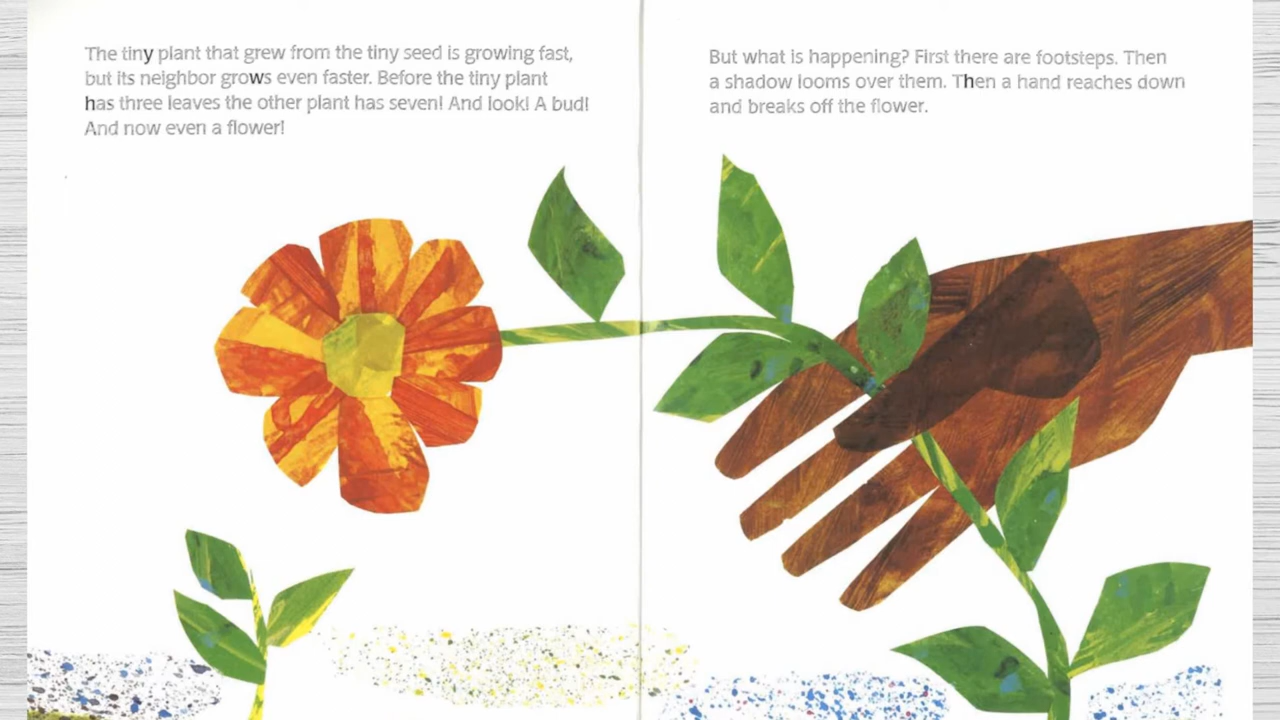 The tiny plant that grew from the tiny seed is growing fast,
but its neighbor grows even faster. Before the tiny plant
has three leaves the other plant has seven! And look! A bud!
And now even a flower!
But what is happening? First there are footsteps. Then
a shadow looms over them. Then a hand reaches down
and breaks off the flower.